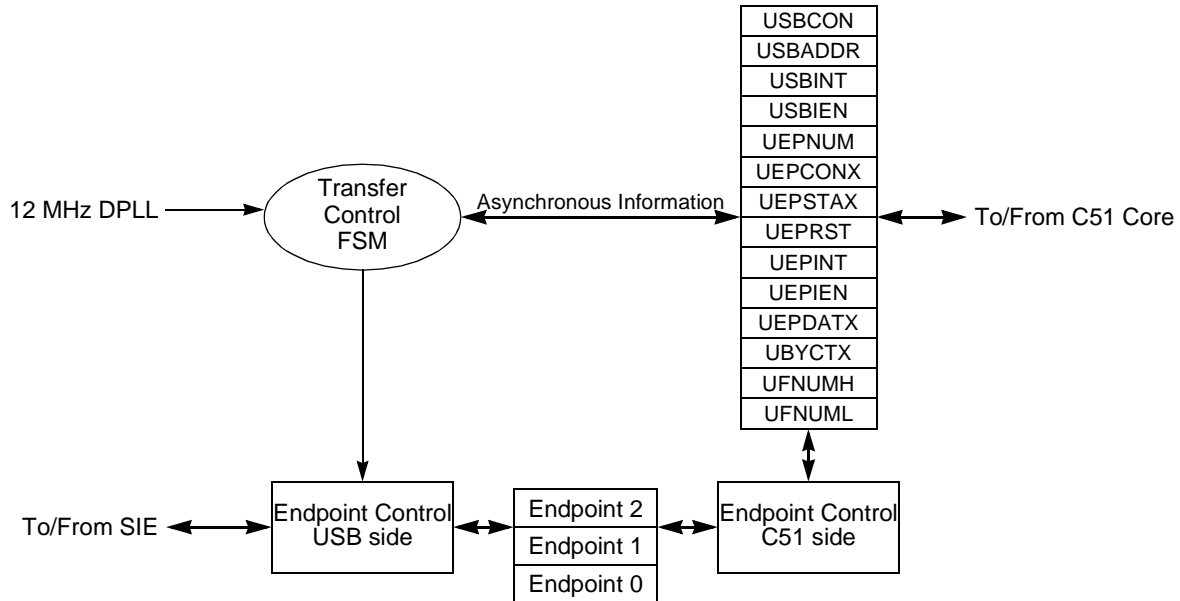 USBCON
USBADDR
USBINT
USBIEN
UEPNUM
UEPCONX
UEPSTAX
UEPRST
UEPINT
UEPIEN
UEPDATX
UBYCTX
UFNUMH
UFNUML
12 MHz DPLL
Transfer
Control
FSM
Asynchronous Information
To/From C51 Core
To/From SIE
Endpoint Control
USB side
Endpoint 2
Endpoint 1
Endpoint 0
Endpoint Control
C51 side